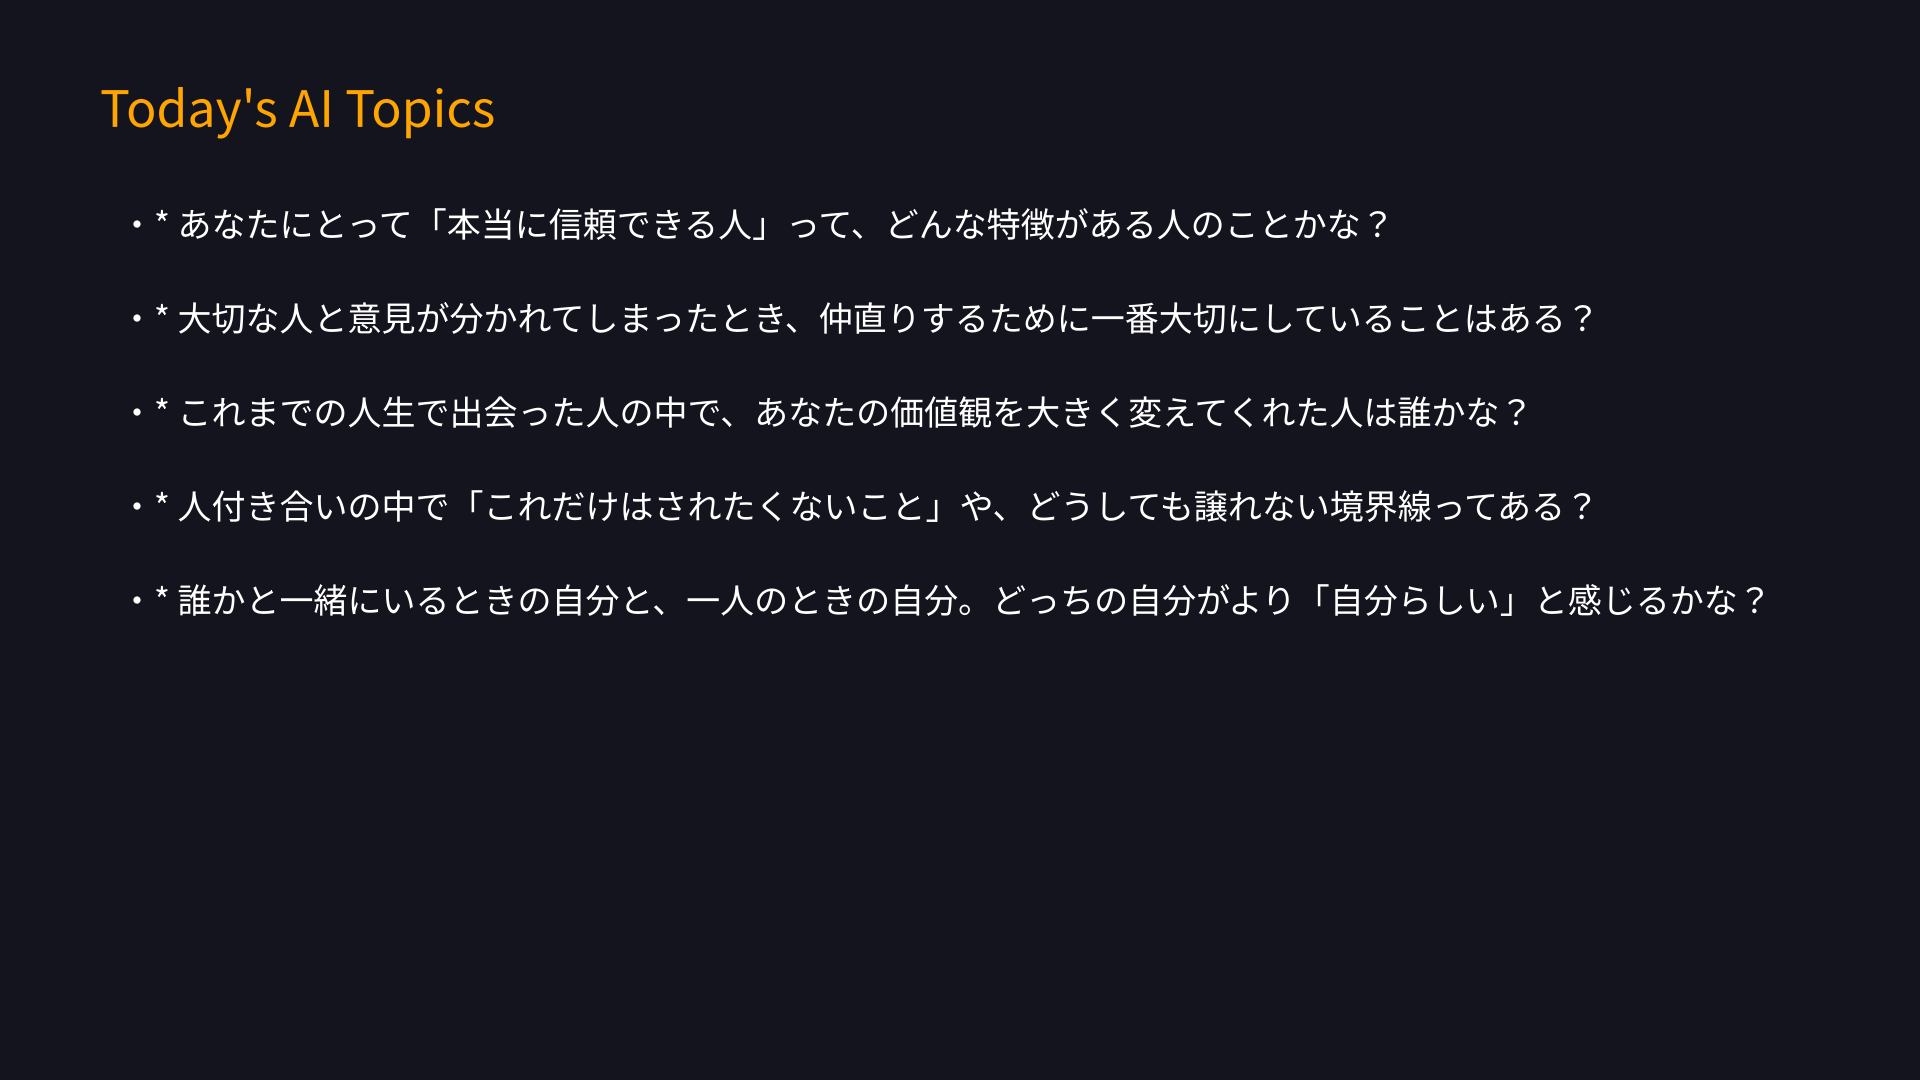 Today's AI Topics
・* あなたにとって「本当に信頼できる人」って、どんな特徴がある人のことかな？
・* 大切な人と意見が分かれてしまったとき、仲直りするために一番大切にしていることはある？
・* これまでの人生で出会った人の中で、あなたの価値観を大きく変えてくれた人は誰かな？
・* 人付き合いの中で「これだけはされたくないこと」や、どうしても譲れない境界線ってある？
・* 誰かと一緒にいるときの自分と、一人のときの自分。どっちの自分がより「自分らしい」と感じるかな？